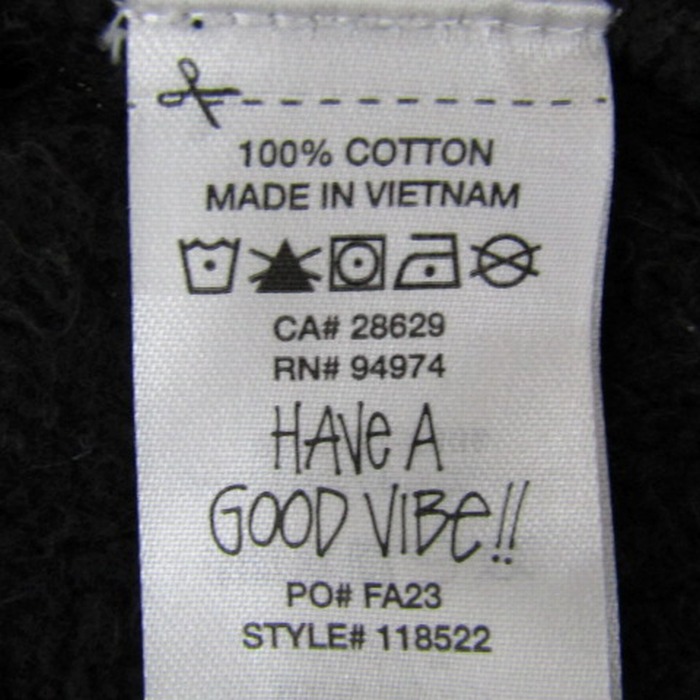 100% COTTON
MADE IN VIETNAM
CA# 28629
RN# 94974
HAVe A
GOOD VIBe!!
PO# FA23
STYLE# 118522